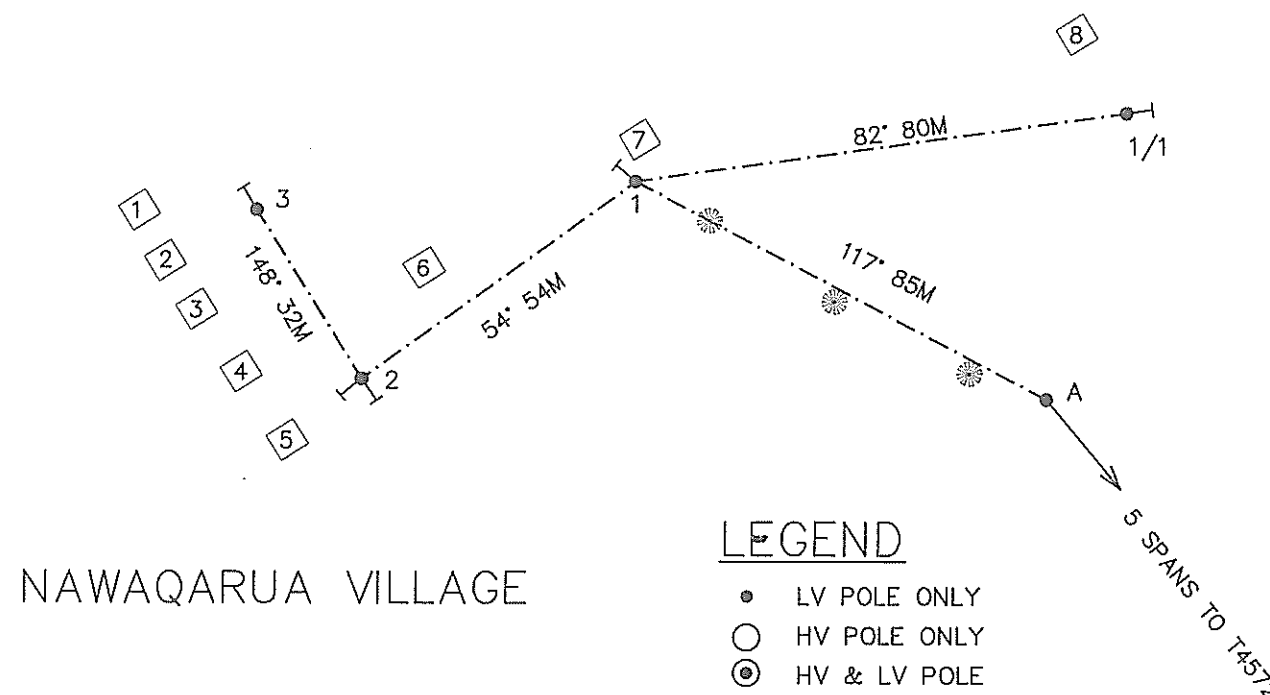 8
82° 80M
1/1
7
1
1
3
2
148° 32M
3
6
117° 85M
54° 54M
4
2
A
5
5 SPANS TO
NAWAQARUA VILLAGE
LEGEND
LV POLE ONLY
HV POLE ONLY
HV & LV POLE